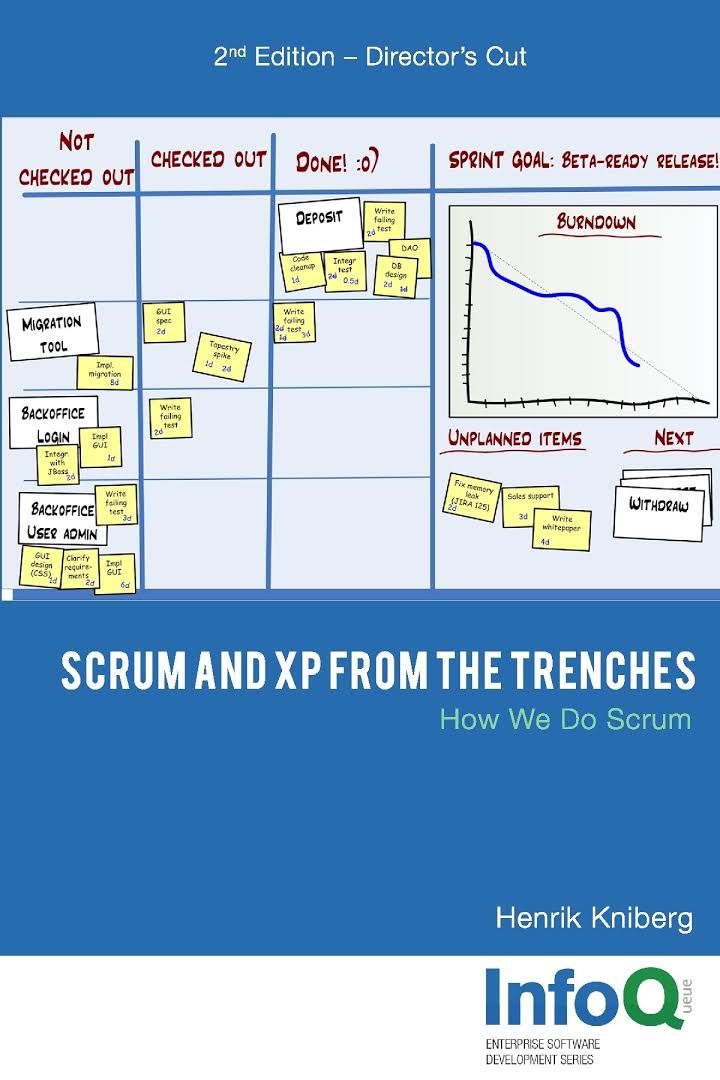 2nd Edition – Director's Cut
NOT
CHECKED OUT
CHECKED OUT
DONE! :o)
SPRINT GOAL: BETA-READY RELEASE!
DEPOSIT
Write
failing
test
2d
DAO
Code
cleanup
1d
Integr
test
2d 0.5d
DB
design
2d 1d
MIGRATION
TOOL
Impl.
migration
8d
GUI
spec
2d
Tapestry
spike
1d 2d
Write
failing
test
2d
1d 3d
BACKOFFICE
LOGIN
Integr.
with
JBoss
2d
Impl
GUI
1d
Write
failing
test
2d
BACKOFFICE
USER ADMIN
Write
failing
test
3d
GUI
design
(CSS)
1d
Clarify
require-
ments
2d
Impl
GUI
6d
BURNDOWN
UNPLANNED ITEMS
NEXT
Fix memory
leak
(JIRA 125)
2d
Sales support
3d
Write
whitepaper
4d
WITHDRAW
SCRUM AND XP FROM THE TRENCHES
How We Do Scrum
Henrik Kniberg
InfoQ
ueue
ENTERPRISE SOFTWARE
DEVELOPMENT SERIES